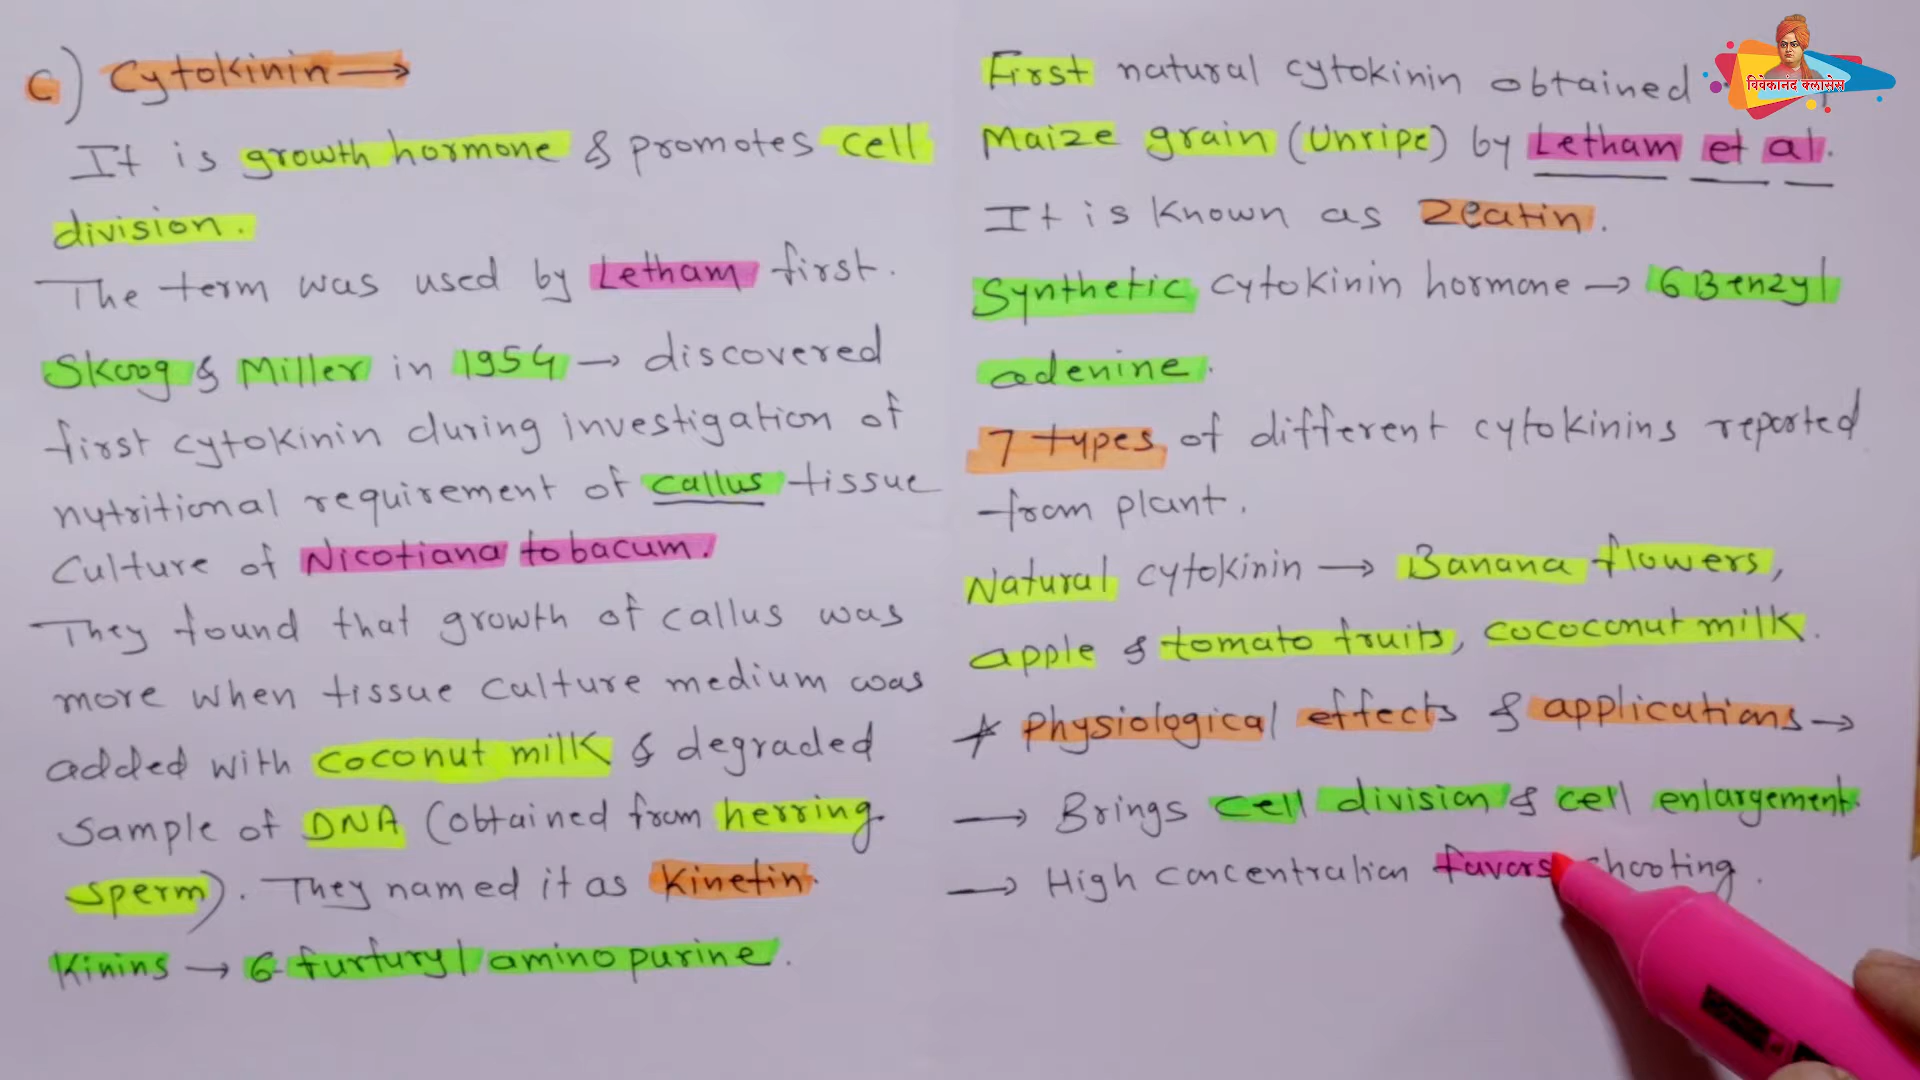 C) Cytokinin →
It is growth hormone & promotes cell
division.
The term was used by Letham first.
Skoog & Miller in 1954 → discovered
first cytokinin during investigation of
nutritional requirement of callus tissue
culture of Nicotiana tobacum.
They found that growth of callus was
more when tissue culture medium was
added with coconut milk & degraded
sample of DNA (obtained from herring
sperm). They named it as Kinetin.
Kinins → 6-furfuryl amino purine.
First natural cytokinin obtained
Maize grain (Unripe) by Letham et al.
It is known as Zeatin.
Synthetic cytokinin hormone → 6 Benzyl
adenine.
7 types of different cytokinins reported
from plant.
Natural cytokinin → Banana flowers,
apple & tomato fruits, cococonut milk.
* Physiological effects & applications →
→ Brings cell division & cell enlargement.
→ High concentration favors shooting.
विवेकानंद क्लासेस